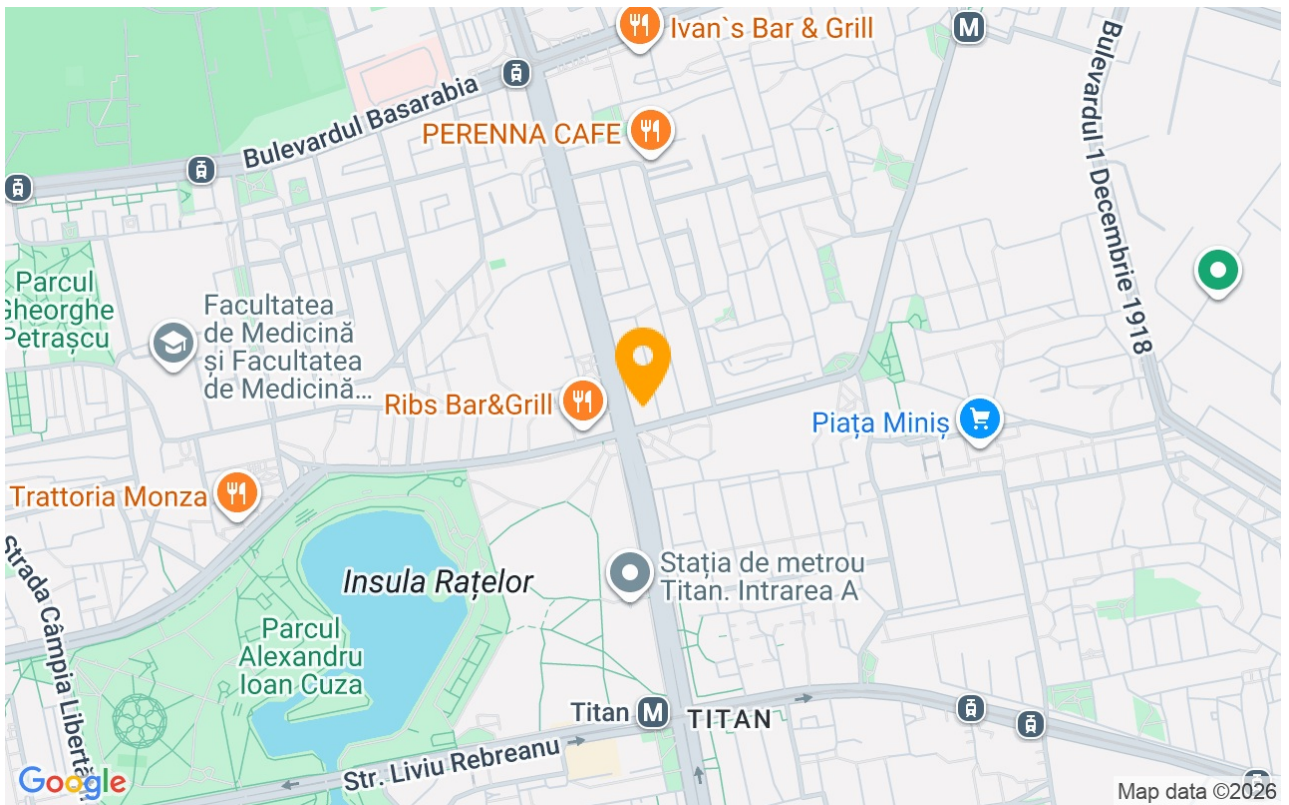 Ivan`s Bar & Grill
M
Bulevardul Basarabia
PERENNA CAFE
Bulevardul 1 Decembrie 1918
Parcul
Gheorghe
Petrașcu
Facultatea
de Medicină
și Facultatea
de Medicină...
Ribs Bar&Grill
Piața Miniș
Trattoria Monza
Strada Câmpia
Insula Rațelor
Stația de metrou
Titan. Intrarea A
Parcul
Alexandru
Ioan Cuza
Titan
M
TITAN
Str. Liviu Rebreanu
Google
Map data ©2026